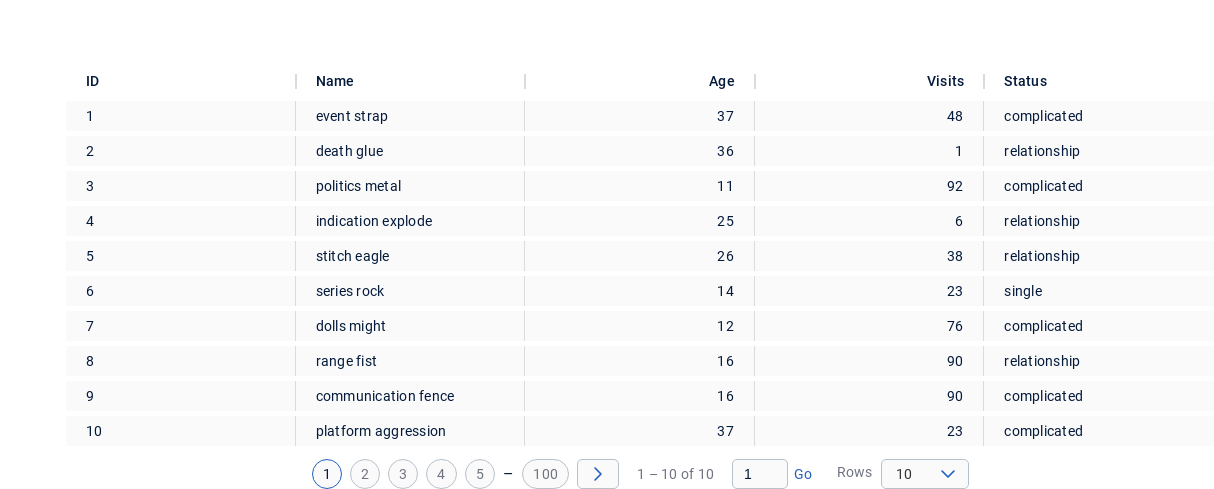 ID Name Age Visits Status
1 event strap 37 48 complicated
2 death glue 36 1 relationship
3 politics metal 11 92 complicated
4 indication explode 25 6 relationship
5 stitch eagle 26 38 relationship
6 series rock 14 23 single
7 dolls might 12 76 complicated
8 range fist 16 90 relationship
9 communication fence 16 90 complicated
10 platform aggression 37 23 complicated
1 2 3 4 5 – 100 1 – 10 of 10 1 Go Rows 10